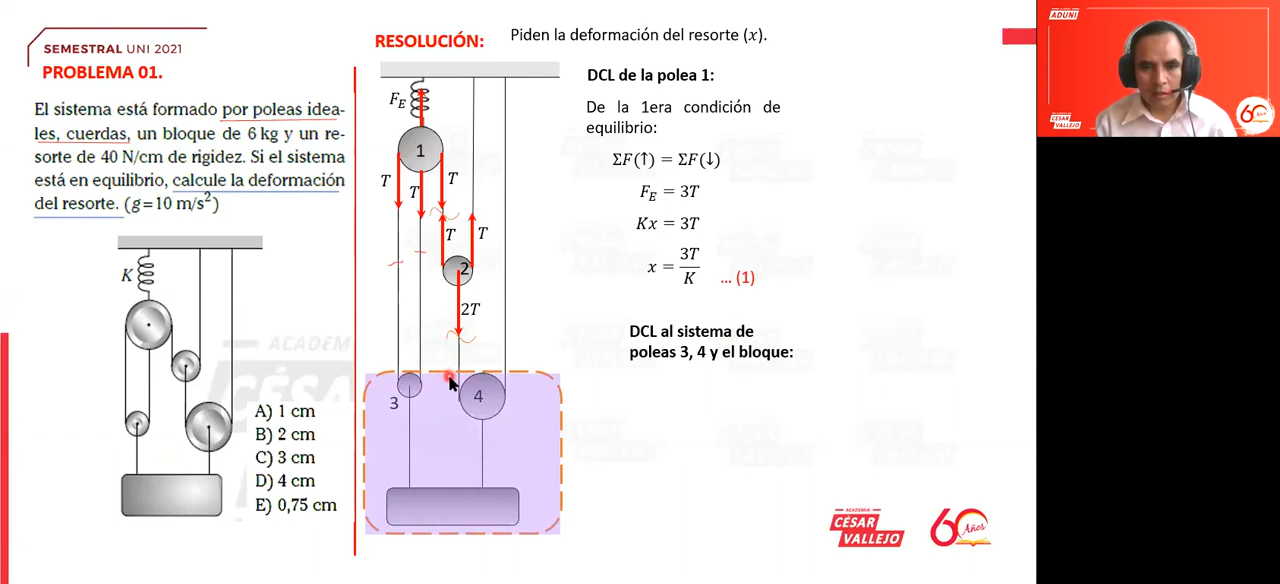 SEMESTRAL UNI 2021
PROBLEMA 01.
El sistema está formado por poleas idea-
les, cuerdas, un bloque de 6 kg y un re-
sorte de 40 N/cm de rigidez. Si el sistema
está en equilibrio, calcule la deformación
del resorte. (g=10 m/s²)
K
A) 1 cm
B) 2 cm
C) 3 cm
D) 4 cm
E) 0,75 cm
ACADEM
CÉSA
RESOLUCIÓN:
Piden la deformación del resorte (x).
F_E
1
T
T
T
T
T
2
2T
3
4
DCL de la polea 1:
De la 1era condición de
equilibrio:
ΣF(↑) = ΣF(↓)
F_E = 3T
Kx = 3T
x = 3T/K ... (1)
DCL al sistema de
poleas 3, 4 y el bloque:
ACADEMIA
CÉSAR
VALLEJO
60 Años
ADUNI
CÉSAR
VALLEJO
60